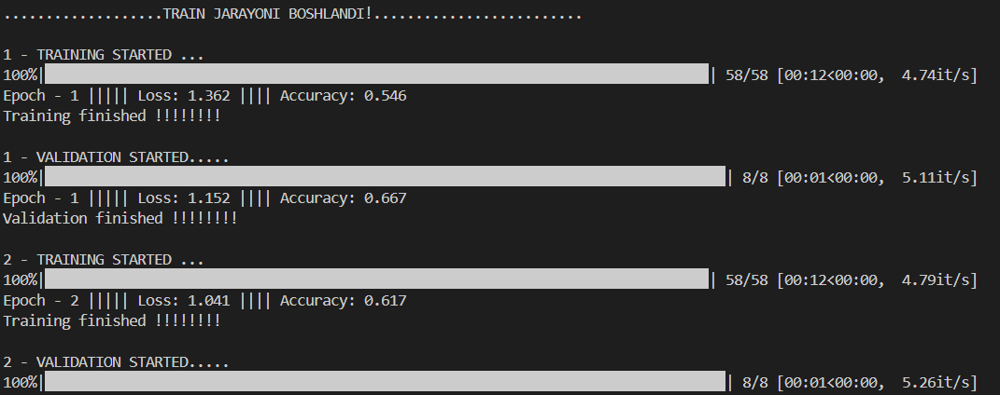 ...................TRAIN JARAYONI BOSHLANDI!.........................
1 - TRAINING STARTED ...
100%|| 58/58 [00:12<00:00,  4.74it/s]
Epoch - 1 ||||| Loss: 1.362 |||| Accuracy: 0.546
Training finished !!!!!!!!
1 - VALIDATION STARTED.....
100%|| 8/8 [00:01<00:00,  5.11it/s]
Epoch - 1 ||||| Loss: 1.152 |||| Accuracy: 0.667
Validation finished !!!!!!!!
2 - TRAINING STARTED ...
100%|| 58/58 [00:12<00:00,  4.79it/s]
Epoch - 2 ||||| Loss: 1.041 |||| Accuracy: 0.617
Training finished !!!!!!!!
2 - VALIDATION STARTED.....
100%|| 8/8 [00:01<00:00,  5.26it/s]